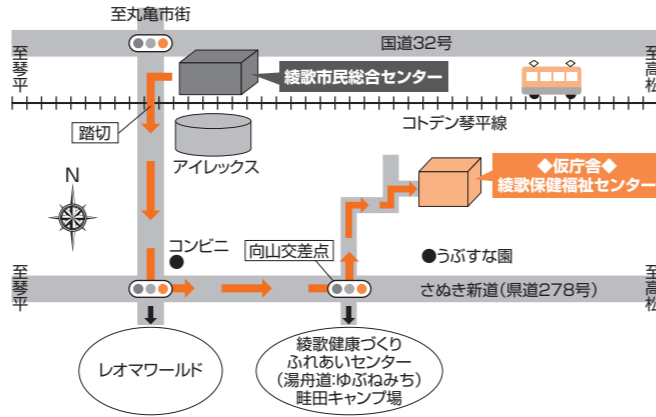 至丸亀市街
国道32号
至琴平
至高松
綾歌市民総合センター
踏切
コトデン琴平線
アイレックス
◆仮庁舎◆
綾歌保健福祉センター
N
コンビニ
向山交差点
●うぶすな園
至琴平
さぬき新道(県道278号)
至高松
レオマワールド
綾歌健康づくり
ふれあいセンター
(湯舟道:ゆぶねみち)
畦田キャンプ場